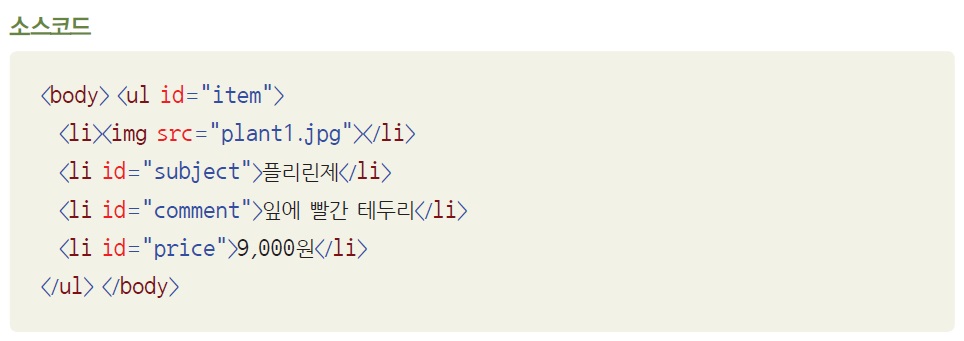 소스코드
<body> <ul id="item">
<li><img src="plant1.jpg"></li>
<li id="subject">플리린제</li>
<li id="comment">잎에 빨간 테두리</li>
<li id="price">9,000원</li>
</ul> </body>